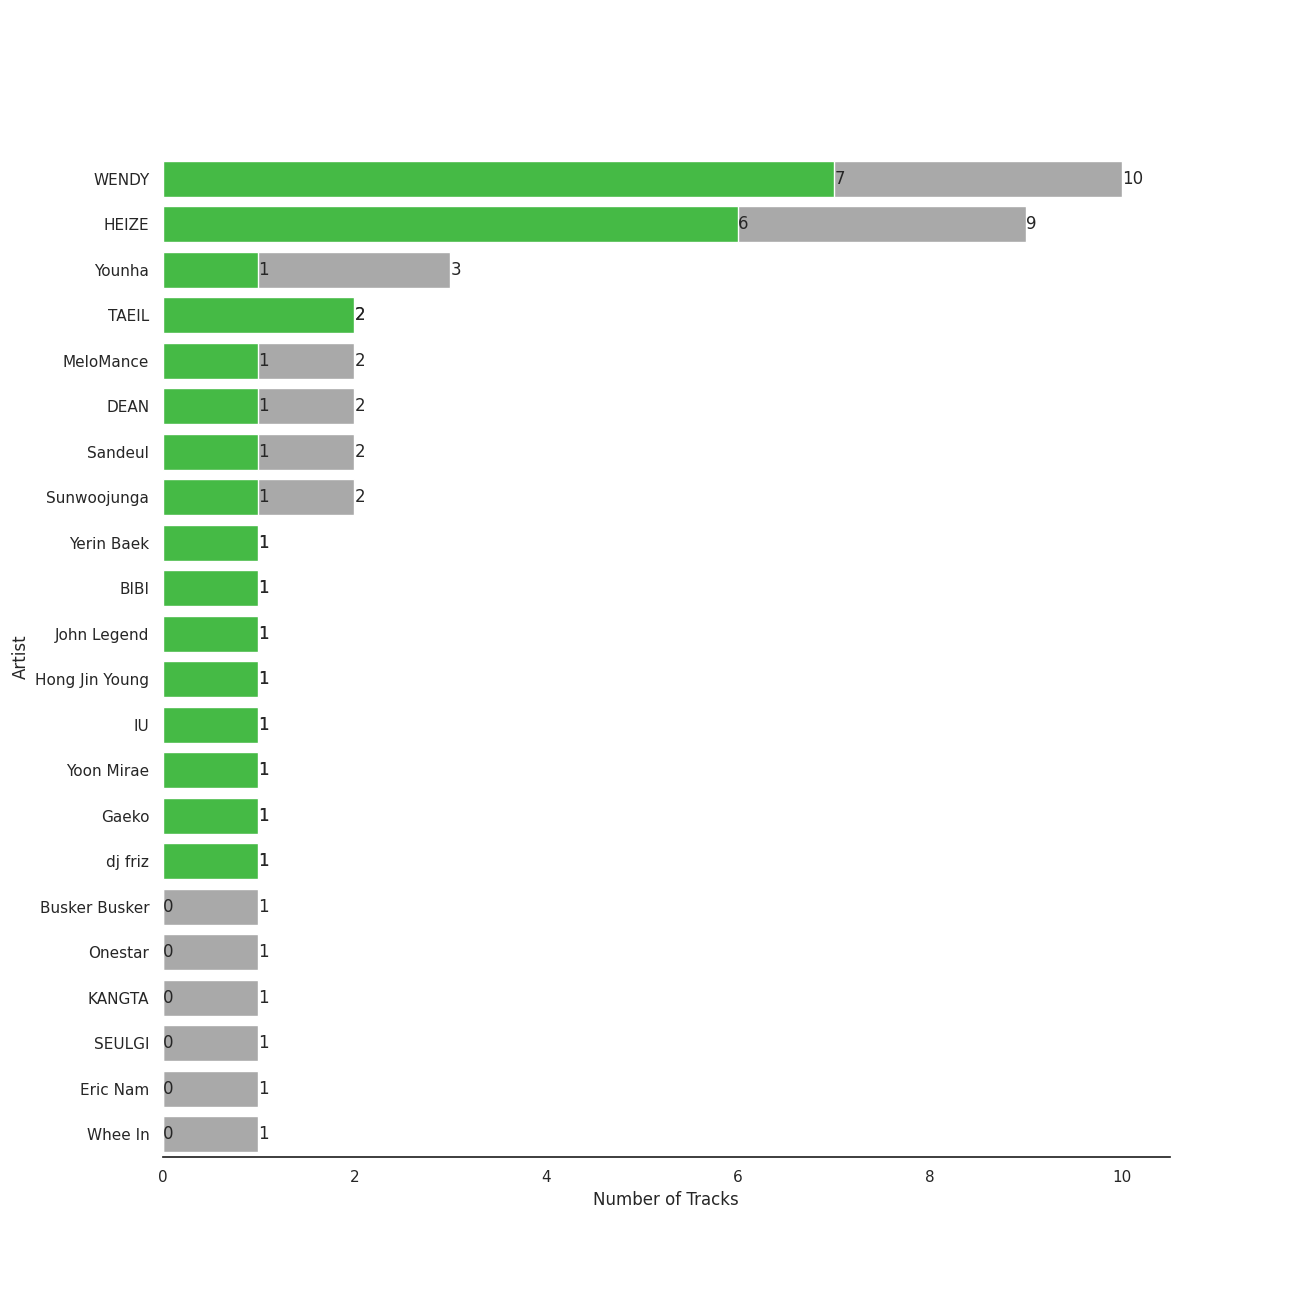 WENDY 7 10
HEIZE 6 9
Younha 1 3
TAEIL 2
MeloMance 1 2
DEAN 1 2
Sandeul 1 2
Sunwoojunga 1 2
Yerin Baek 1
BIBI 1
John Legend 1
Hong Jin Young 1
IU 1
Yoon Mirae 1
Gaeko 1
dj friz 1
Busker Busker 0 1
Onestar 0 1
KANGTA 0 1
SEULGI 0 1
Eric Nam 0 1
Whee In 0 1
Artist
0 2 4 6 8 10
Number of Tracks